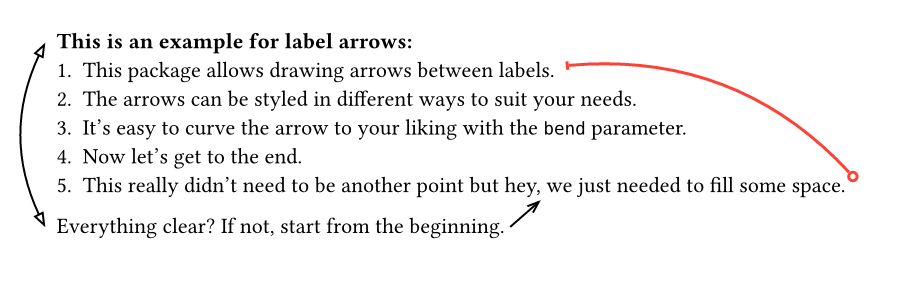 This is an example for label arrows:
1. This package allows drawing arrows between labels.
2. The arrows can be styled in different ways to suit your needs.
3. It’s easy to curve the arrow to your liking with the bend parameter.
4. Now let’s get to the end.
5. This really didn’t need to be another point but hey, we just needed to fill some space.
Everything clear? If not, start from the beginning.